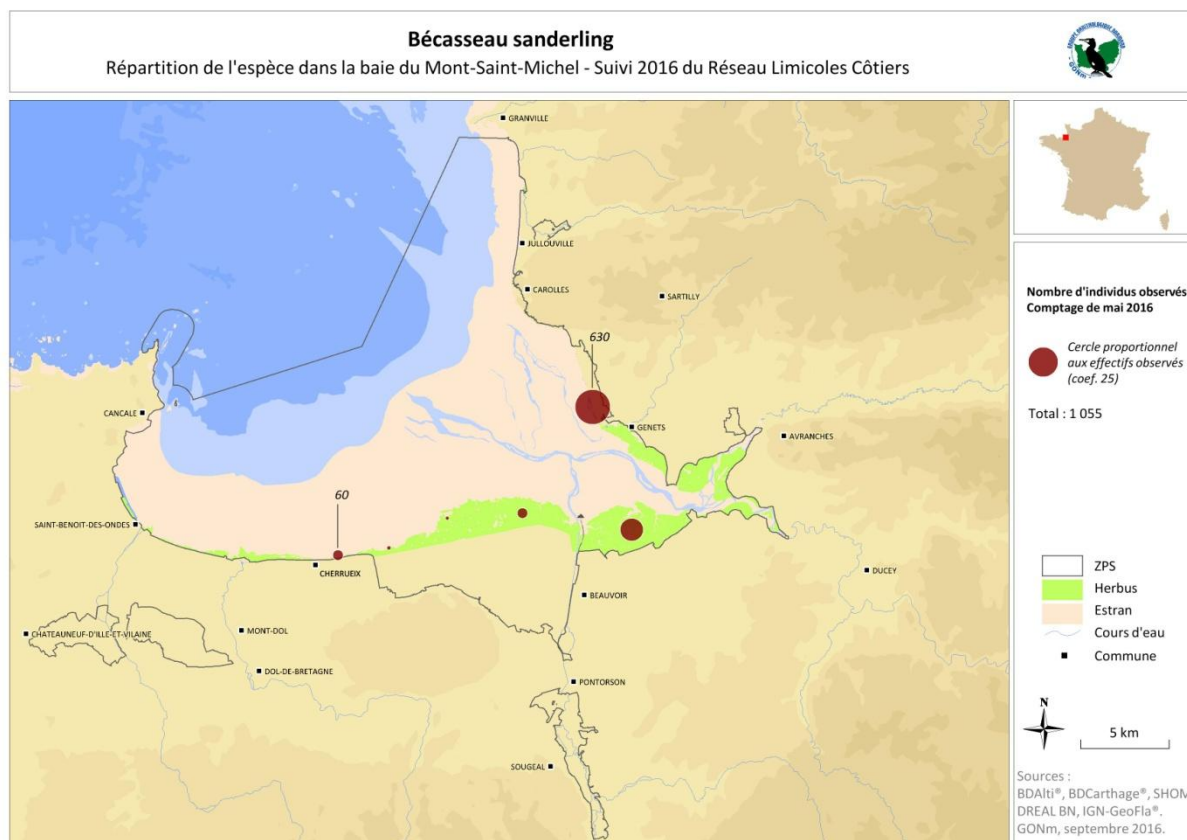 Bécasseau sanderling
Répartition de l'espèce dans la baie du Mont-Saint-Michel - Suivi 2016 du Réseau Limicoles Côtiers
GROUPE ORNITHOLOGIQUE NORMAND
- GONm -
GRANVILLE
JULLOUVILLE
CAROLLES
SARTILLY
630
CANCALE
GENETS
AVRANCHES
60
SAINT-BENOIT-DES-ONDES
CHERRUEIX
DUCEY
BEAUVOIR
CHATEAUNEUF-D'ILLE-ET-VILAINE
MONT-DOL
DOL-DE-BRETAGNE
PONTORSON
SOUGEAL
Nombre d'individus observés
Comptage de mai 2016
Cercle proportionnel
aux effectifs observés
(coef. 25)
Total : 1 055
ZPS
Herbus
Estran
Cours d'eau
Commune
N
5 km
Sources :
BDAlti®, BDCarthage®, SHOM
DREAL BN, IGN-GeoFla®.
GONm, septembre 2016.